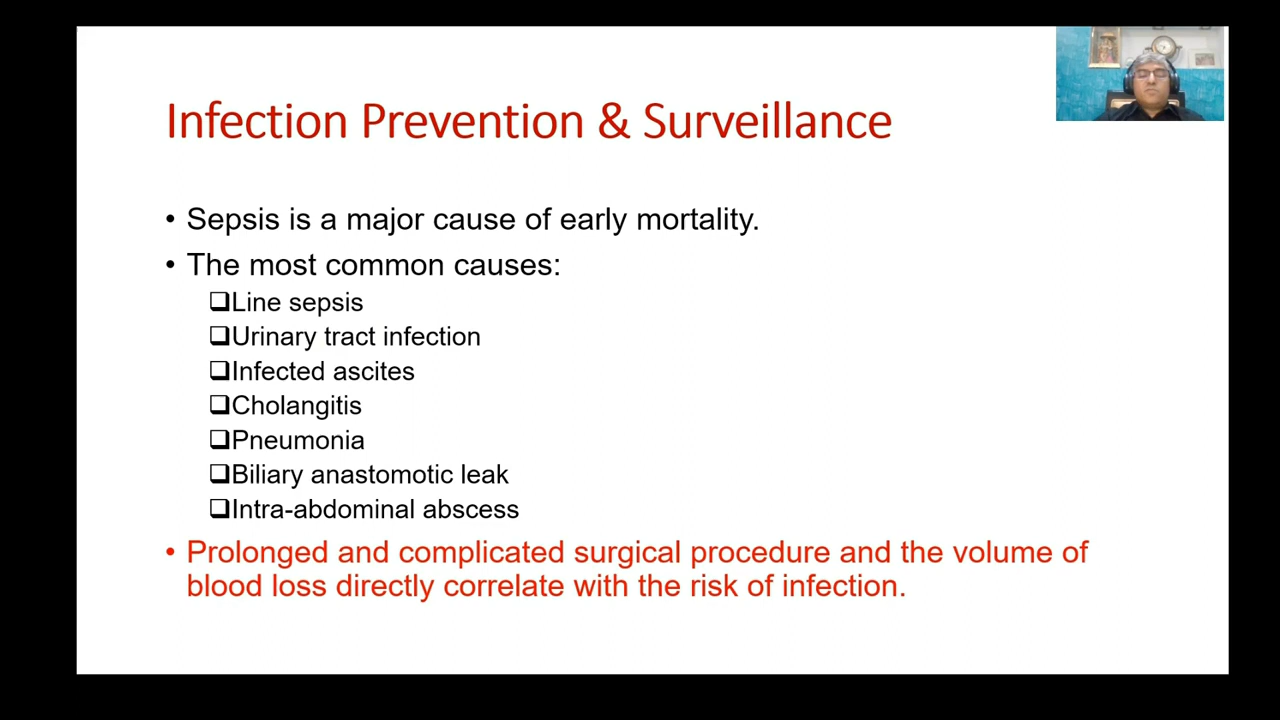 Infection Prevention & Surveillance
• Sepsis is a major cause of early mortality.
• The most common causes:
❑Line sepsis
❑Urinary tract infection
❑Infected ascites
❑Cholangitis
❑Pneumonia
❑Biliary anastomotic leak
❑Intra-abdominal abscess
• Prolonged and complicated surgical procedure and the volume of
blood loss directly correlate with the risk of infection.